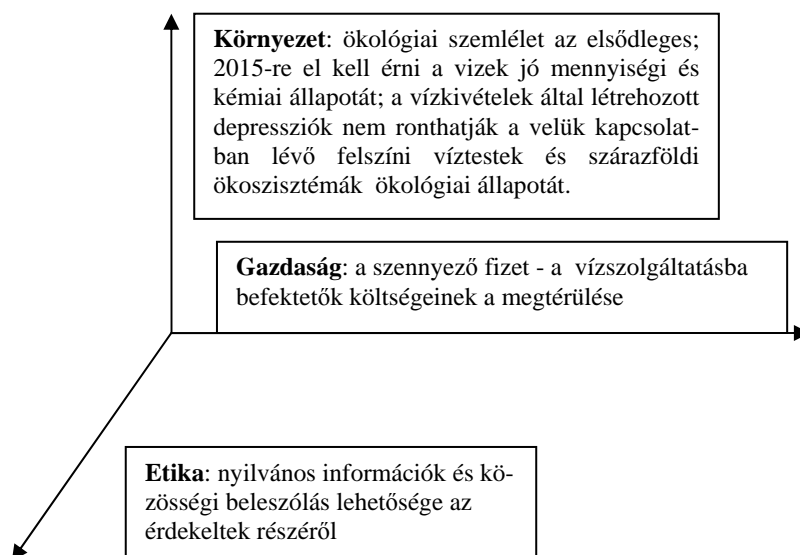 Környezet: ökológiai szemlélet az elsődleges;
2015-re el kell érni a vizek jó mennyiségi és
kémiai állapotát; a vízkivételek által létrehozott
depressziók nem ronthatják a velük kapcsolat-
ban lévő felszíni víztestek és szárazföldi
ökoszisztémák ökológiai állapotát.
Gazdaság: a szennyező fizet - a vízszolgáltatásba
befektetők költségeinek a megtérülése
Etika: nyilvános információk és kö-
zösségi beleszólás lehetősége az
érdekeltek részéről